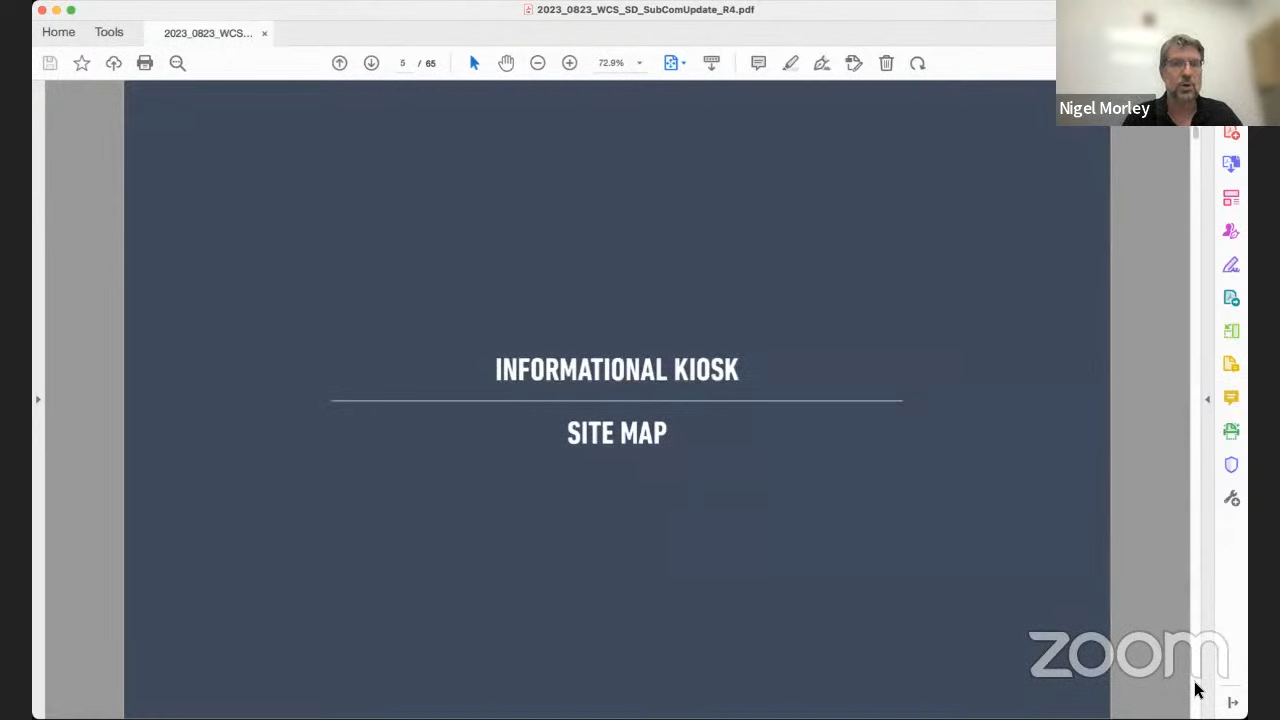 2023_0823_WCS_SD_SubComUpdate_R4.pdf
Home Tools 2023_0823_WCS... ×
5 / 65 72.9%
Nigel Morley
INFORMATIONAL KIOSK
SITE MAP
zoom